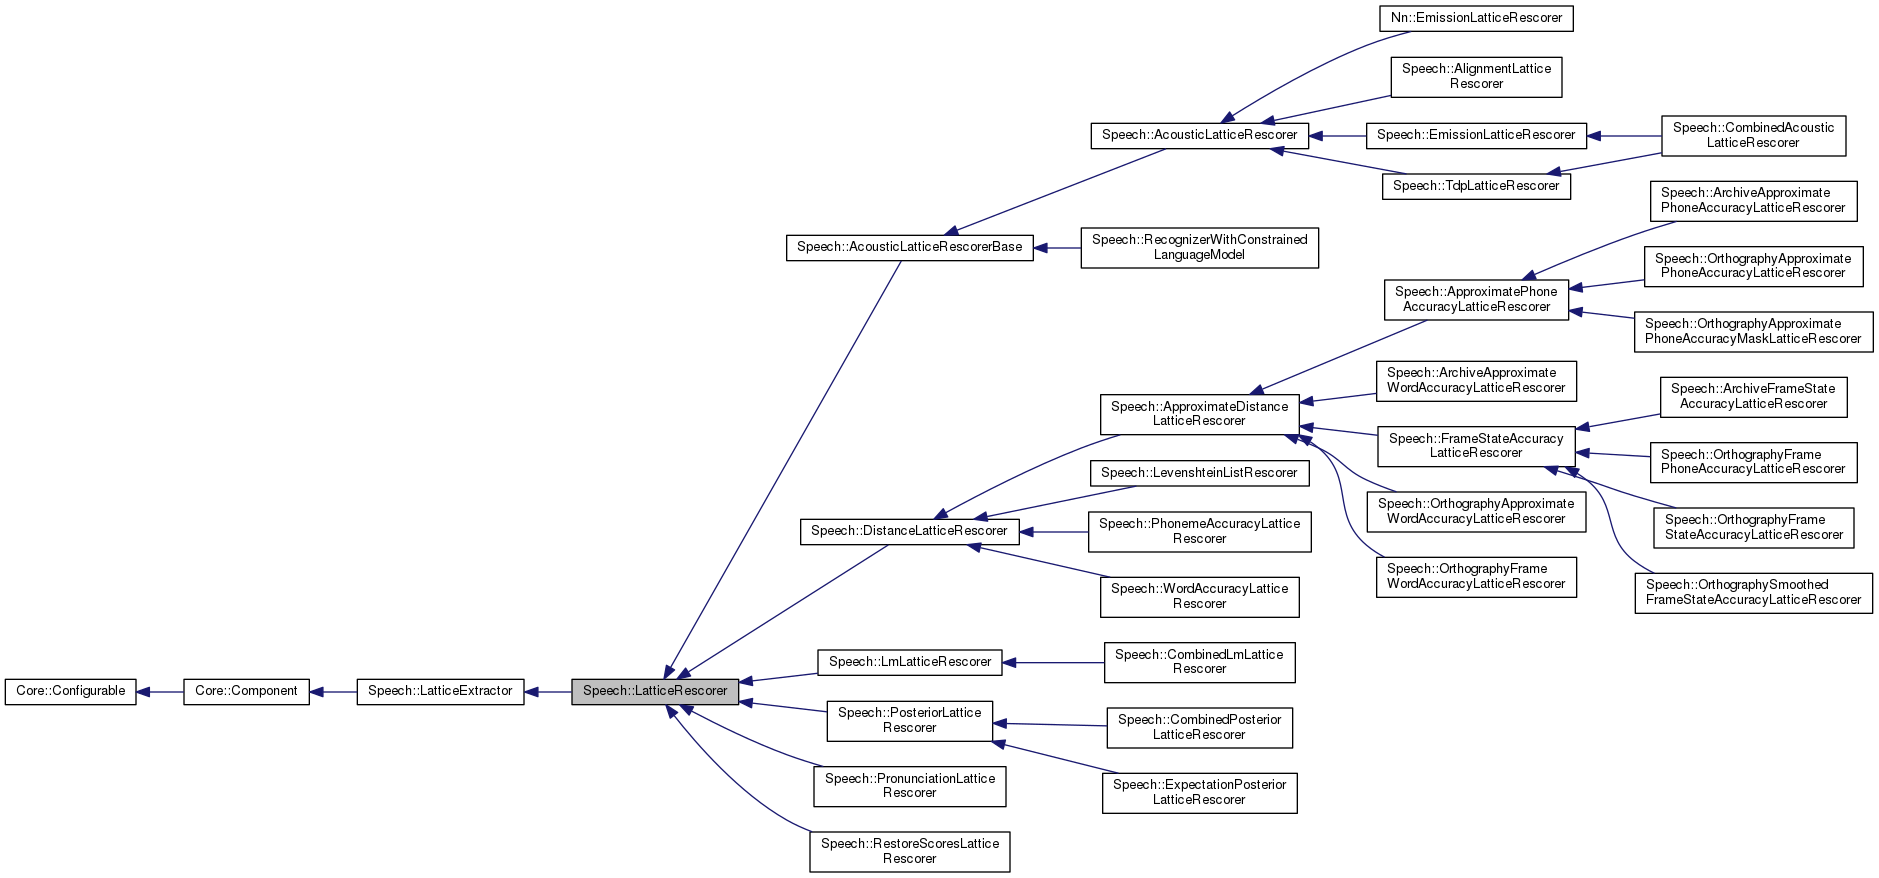 Nn::EmissionLatticeRescorer
Speech::AlignmentLattice
Rescorer
Speech::AcousticLatticeRescorer
Speech::EmissionLatticeRescorer
Speech::CombinedAcoustic
LatticeRescorer
Speech::TdpLatticeRescorer
Speech::ArchiveApproximate
PhoneAccuracyLatticeRescorer
Speech::AcousticLatticeRescorerBase
Speech::RecognizerWithConstrained
LanguageModel
Speech::OrthographyApproximate
PhoneAccuracyLatticeRescorer
Speech::ApproximatePhone
AccuracyLatticeRescorer
Speech::OrthographyApproximate
PhoneAccuracyMaskLatticeRescorer
Speech::ArchiveApproximate
WordAccuracyLatticeRescorer
Speech::ArchiveFrameState
AccuracyLatticeRescorer
Speech::ApproximateDistance
LatticeRescorer
Speech::FrameStateAccuracy
LatticeRescorer
Speech::OrthographyFrame
PhoneAccuracyLatticeRescorer
Speech::LevenshteinListRescorer
Speech::OrthographyApproximate
WordAccuracyLatticeRescorer
Speech::DistanceLatticeRescorer
Speech::PhonemeAccuracyLattice
Rescorer
Speech::OrthographyFrame
StateAccuracyLatticeRescorer
Speech::OrthographyFrame
WordAccuracyLatticeRescorer
Speech::WordAccuracyLattice
Rescorer
Speech::OrthographySmoothed
FrameStateAccuracyLatticeRescorer
Speech::LmLatticeRescorer
Speech::CombinedLmLattice
Rescorer
Core::Configurable
Core::Component
Speech::LatticeExtractor
Speech::LatticeRescorer
Speech::PosteriorLattice
Rescorer
Speech::CombinedPosterior
LatticeRescorer
Speech::PronunciationLattice
Rescorer
Speech::ExpectationPosterior
LatticeRescorer
Speech::RestoreScoresLattice
Rescorer